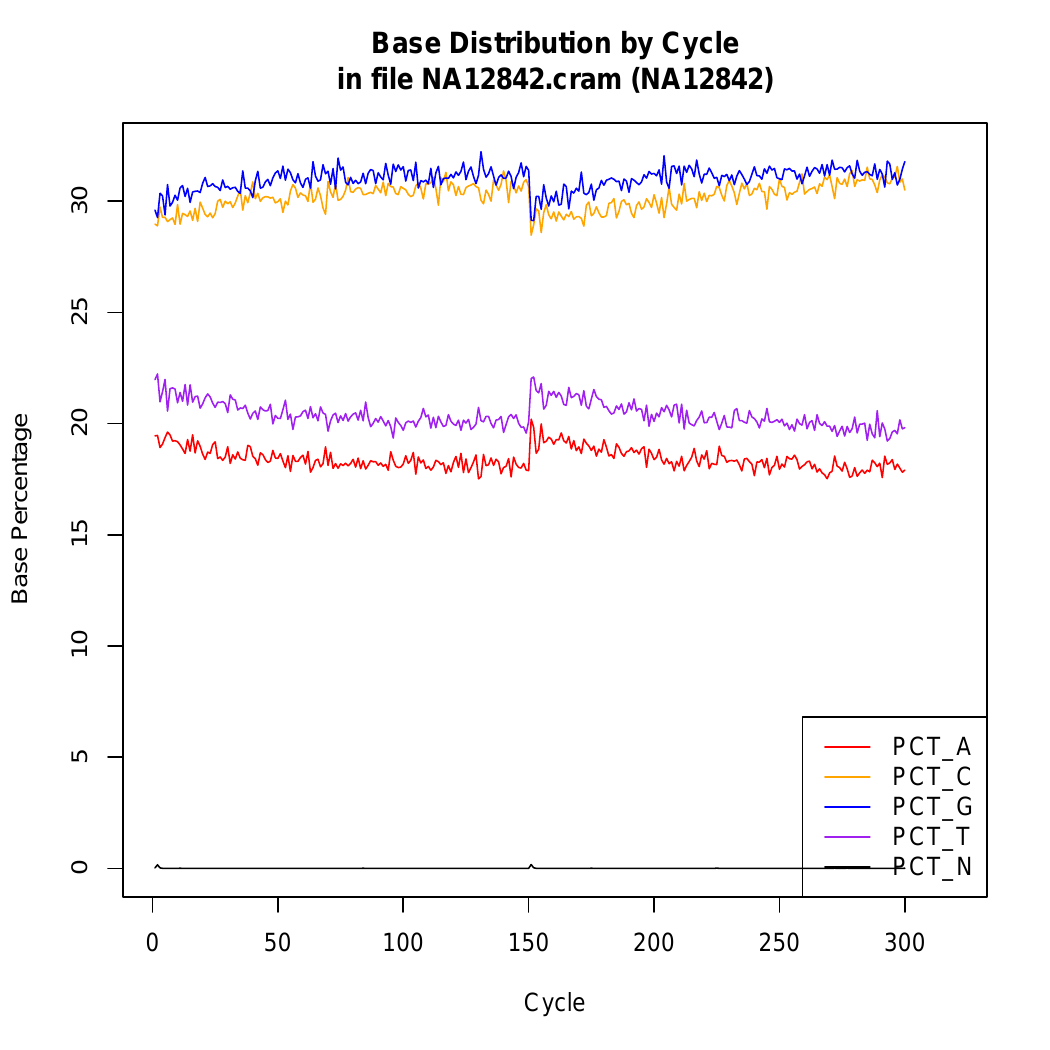 Base Distribution by Cycle
in file NA12842.cram (NA12842)
Base Percentage
30
25
20
15
10
5
0
PCT_A
PCT_C
PCT_G
PCT_T
PCT_N
0 50 100 150 200 250 300
Cycle